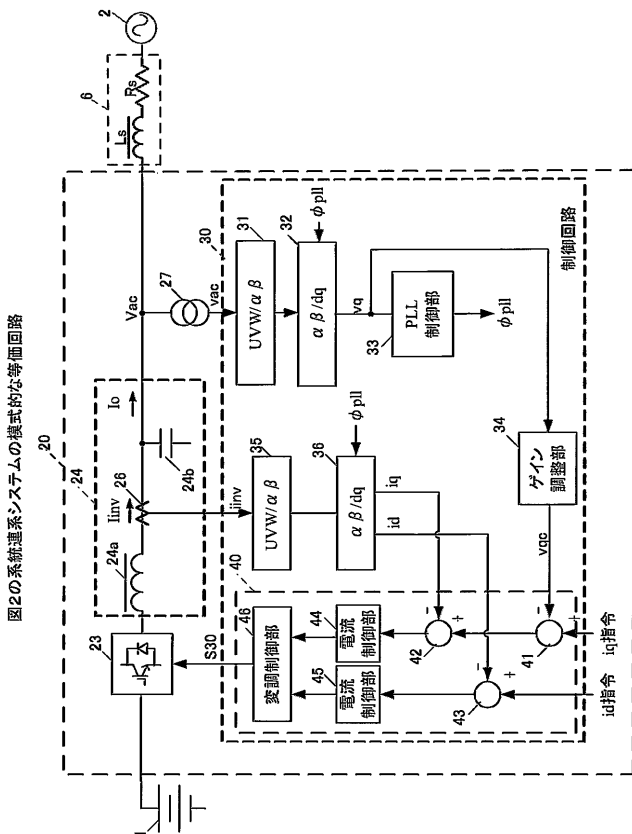 図2の系統連系システムの模式的な等価回路
20
24
24a
Iinv
26
Io
24b
Vac
27
vac
6
Ls
Rs
2
23
S30
iinv
30
31
UVW/αβ
32
αβ/dq
φpll
vq
33
PLL
制御部
φpll
制御回路
35
UVW/αβ
36
αβ/dq
φpll
iq
id
34
ゲイン
調整部
vqc
40
46
変調制御部
45
電流
制御部
44
電流
制御部
42
-
+
43
-
+
41
-
+
id指令
iq指令